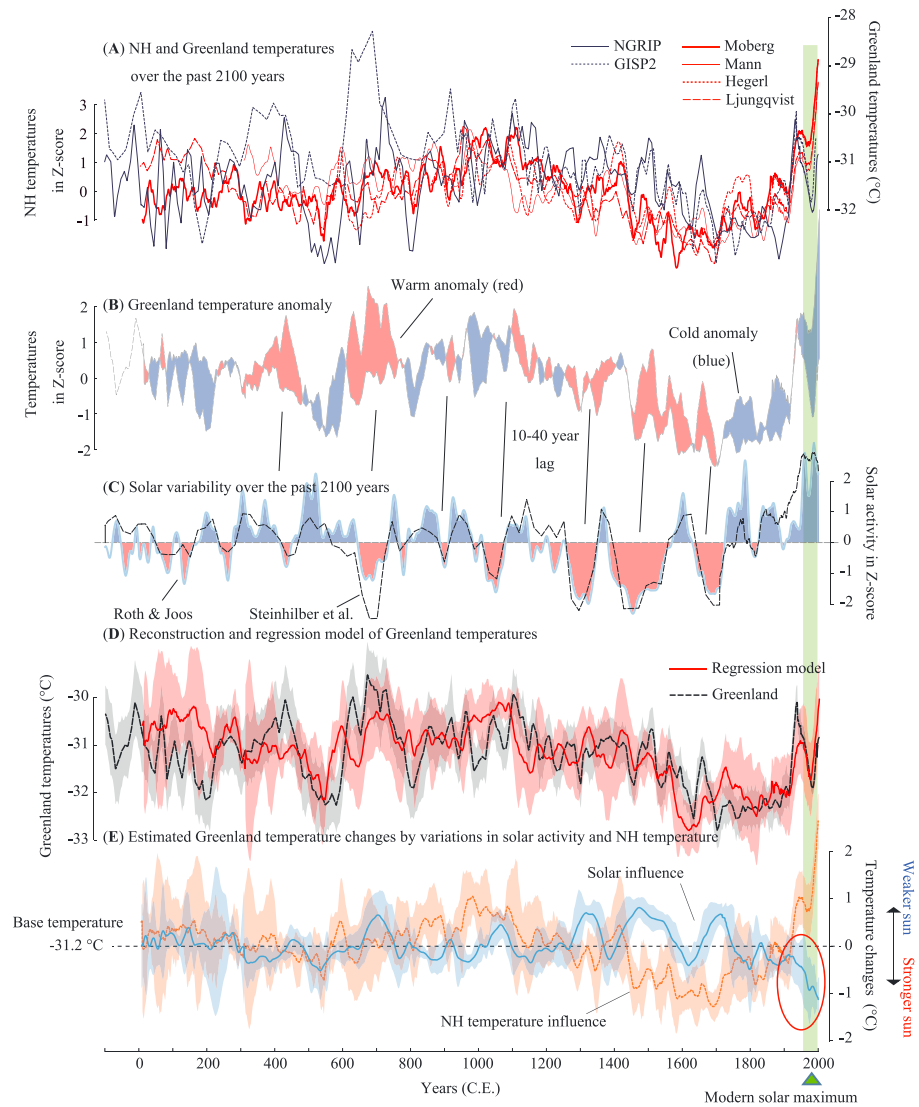 (A) NH and Greenland temperatures
over the past 2100 years
NGRIP
GISP2
Moberg
Mann
Hegerl
Ljungqvist
-28
-29
-30
-31
-32
Greenland temperatures (°C)
3
2
1
0
-1
NH temperatures
in Z-score
(B) Greenland temperature anomaly
Warm anomaly (red)
Cold anomaly
(blue)
2
1
0
-1
-2
Temperatures
in Z-score
10-40 year
lag
(C) Solar variability over the past 2100 years
2
1
0
-1
-2
Solar activity in Z-score
Roth & Joos
Steinhilber et al.
(D) Reconstruction and regression model of Greenland temperatures
Regression model
Greenland
-30
-31
-32
-33
Greenland temperatures (°C)
(E) Estimated Greenland temperature changes by variations in solar activity and NH temperature
Solar influence
NH temperature influence
Base temperature
-31.2 °C
2
1
0
-1
-2
Temperature changes (°C)
Weaker sun
Stronger sun
0
200
400
600
800
1000
1200
1400
1600
1800
2000
Years (C.E.)
Modern solar maximum